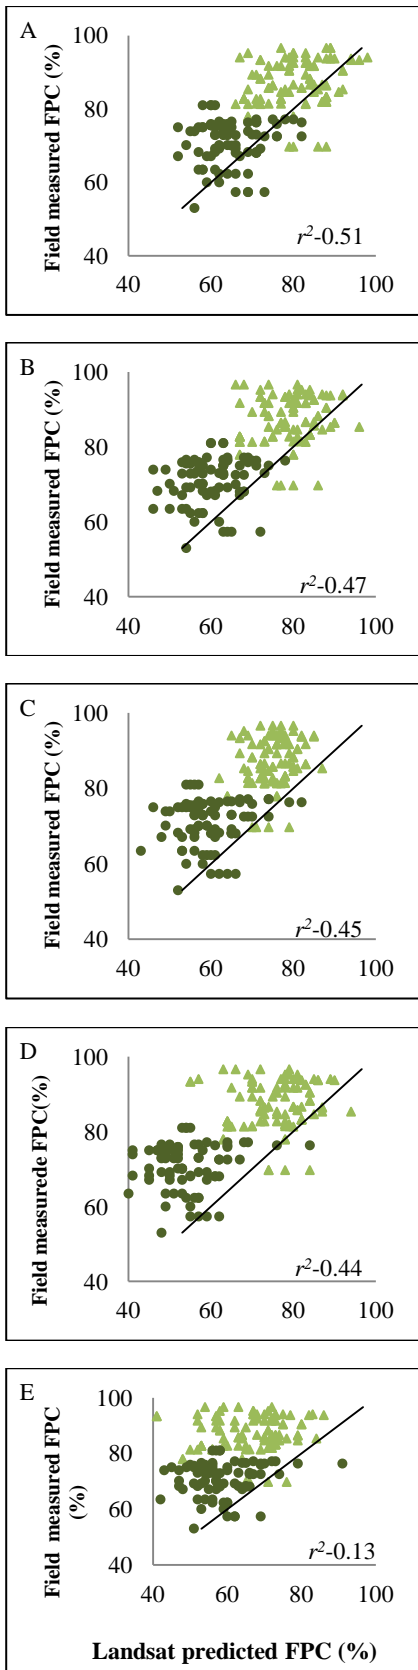 A
Field measured FPC (%)
100
80
60
40
r²-0.51
40 60 80 100
B
Field measured FPC (%)
100
80
60
40
r²-0.47
40 60 80 100
C
Field measured FPC (%)
100
80
60
40
r²-0.45
40 60 80 100
D
Field measurede FPC(%)
100
80
60
40
r²-0.44
40 60 80 100
E
Field measured FPC
(%)
100
80
60
40
r²-0.13
40 60 80 100
Landsat predicted FPC (%)